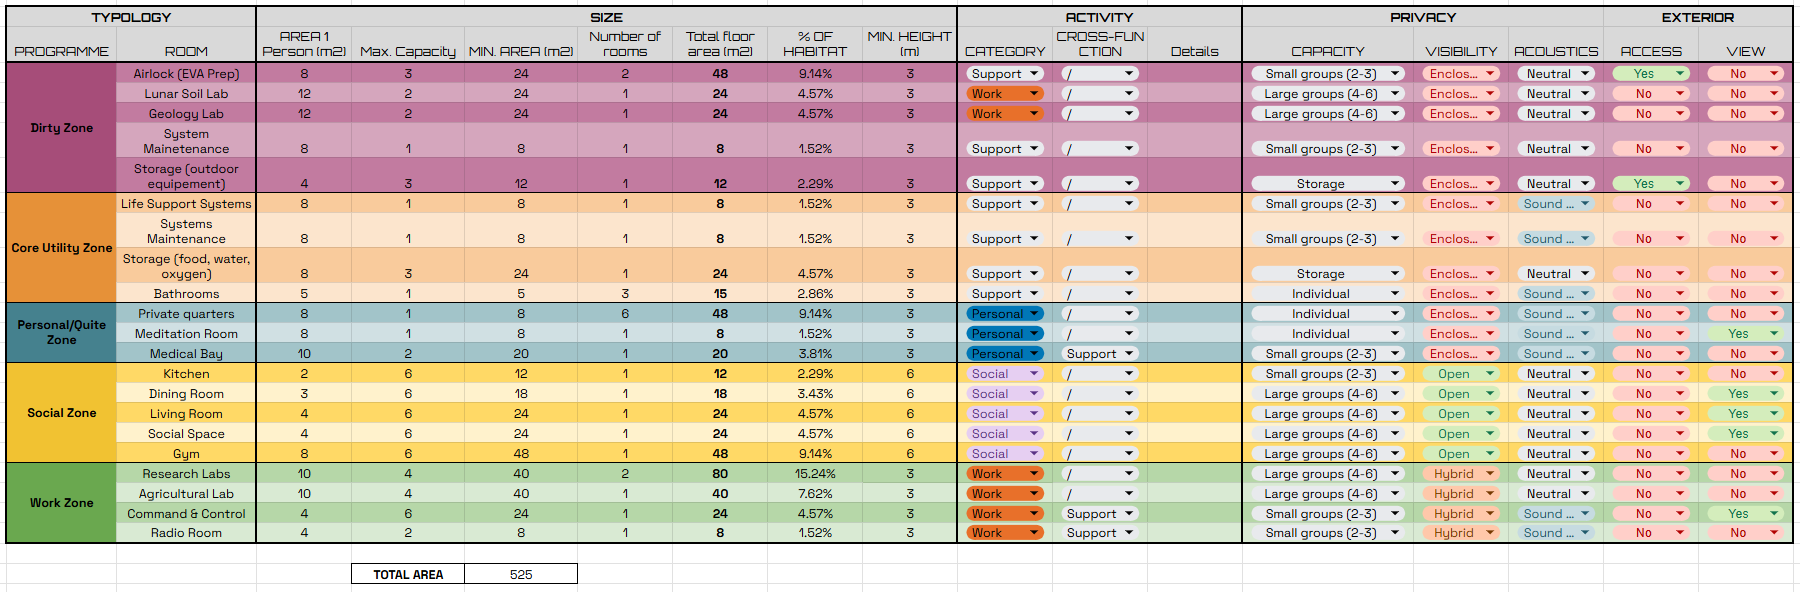 TYPOLOGY SIZE ACTIVITY PRIVACY EXTERIOR
PROGRAMME ROOM AREA 1 Person (m2) Max. Capacity MIN. AREA (m2) Number of rooms Total floor area (m2) % OF HABITAT MIN. HEIGHT (m) CATEGORY CROSS-FUNCTION Details CAPACITY VISIBILITY ACOUSTICS ACCESS VIEW
Dirty Zone
Airlock (EVA Prep) 8 3 24 2 48 9.14% 3 Support / Small groups (2-3) Enclos... Neutral Yes No
Lunar Soil Lab 12 2 24 1 24 4.57% 3 Work / Large groups (4-6) Enclos... Neutral No No
Geology Lab 12 2 24 1 24 4.57% 3 Work / Large groups (4-6) Enclos... Neutral No No
System Mainetenance 8 1 8 1 8 1.52% 3 Support / Small groups (2-3) Enclos... Neutral No No
Storage (outdoor equipement) 4 3 12 1 12 2.29% 3 Support / Storage Enclos... Neutral Yes No
Core Utility Zone
Life Support Systems 8 1 8 1 8 1.52% 3 Support / Small groups (2-3) Enclos... Sound ... No No
Systems Maintenance 8 1 8 1 8 1.52% 3 Support / Small groups (2-3) Enclos... Sound ... No No
Storage (food, water, oxygen) 8 3 24 1 24 4.57% 3 Support / Storage Enclos... Neutral No No
Bathrooms 5 1 5 3 15 2.86% 3 Support / Individual Enclos... Sound ... No No
Personal/Quite Zone
Private quarters 8 1 8 6 48 9.14% 3 Personal / Individual Enclos... Sound ... No No
Meditation Room 8 1 8 1 8 1.52% 3 Personal / Individual Enclos... Sound ... No Yes
Medical Bay 10 2 20 1 20 3.81% 3 Personal Support Small groups (2-3) Enclos... Sound ... No No
Social Zone
Kitchen 2 6 12 1 12 2.29% 6 Social / Small groups (2-3) Open Neutral No No
Dining Room 3 6 18 1 18 3.43% 6 Social / Large groups (4-6) Open Neutral No Yes
Living Room 4 6 24 1 24 4.57% 6 Social / Large groups (4-6) Open Neutral No Yes
Social Space 4 6 24 1 24 4.57% 6 Social / Large groups (4-6) Open Neutral No Yes
Gym 8 6 48 1 48 9.14% 6 Social / Large groups (4-6) Open Neutral No No
Work Zone
Research Labs 10 4 40 2 80 15.24% 3 Work / Large groups (4-6) Hybrid Neutral No No
Agricultural Lab 10 4 40 1 40 7.62% 3 Work / Large groups (4-6) Hybrid Neutral No No
Command & Control 4 6 24 1 24 4.57% 3 Work Support Small groups (2-3) Hybrid Sound ... No Yes
Radio Room 4 2 8 1 8 1.52% 3 Work Support Small groups (2-3) Hybrid Sound ... No No
TOTAL AREA 525